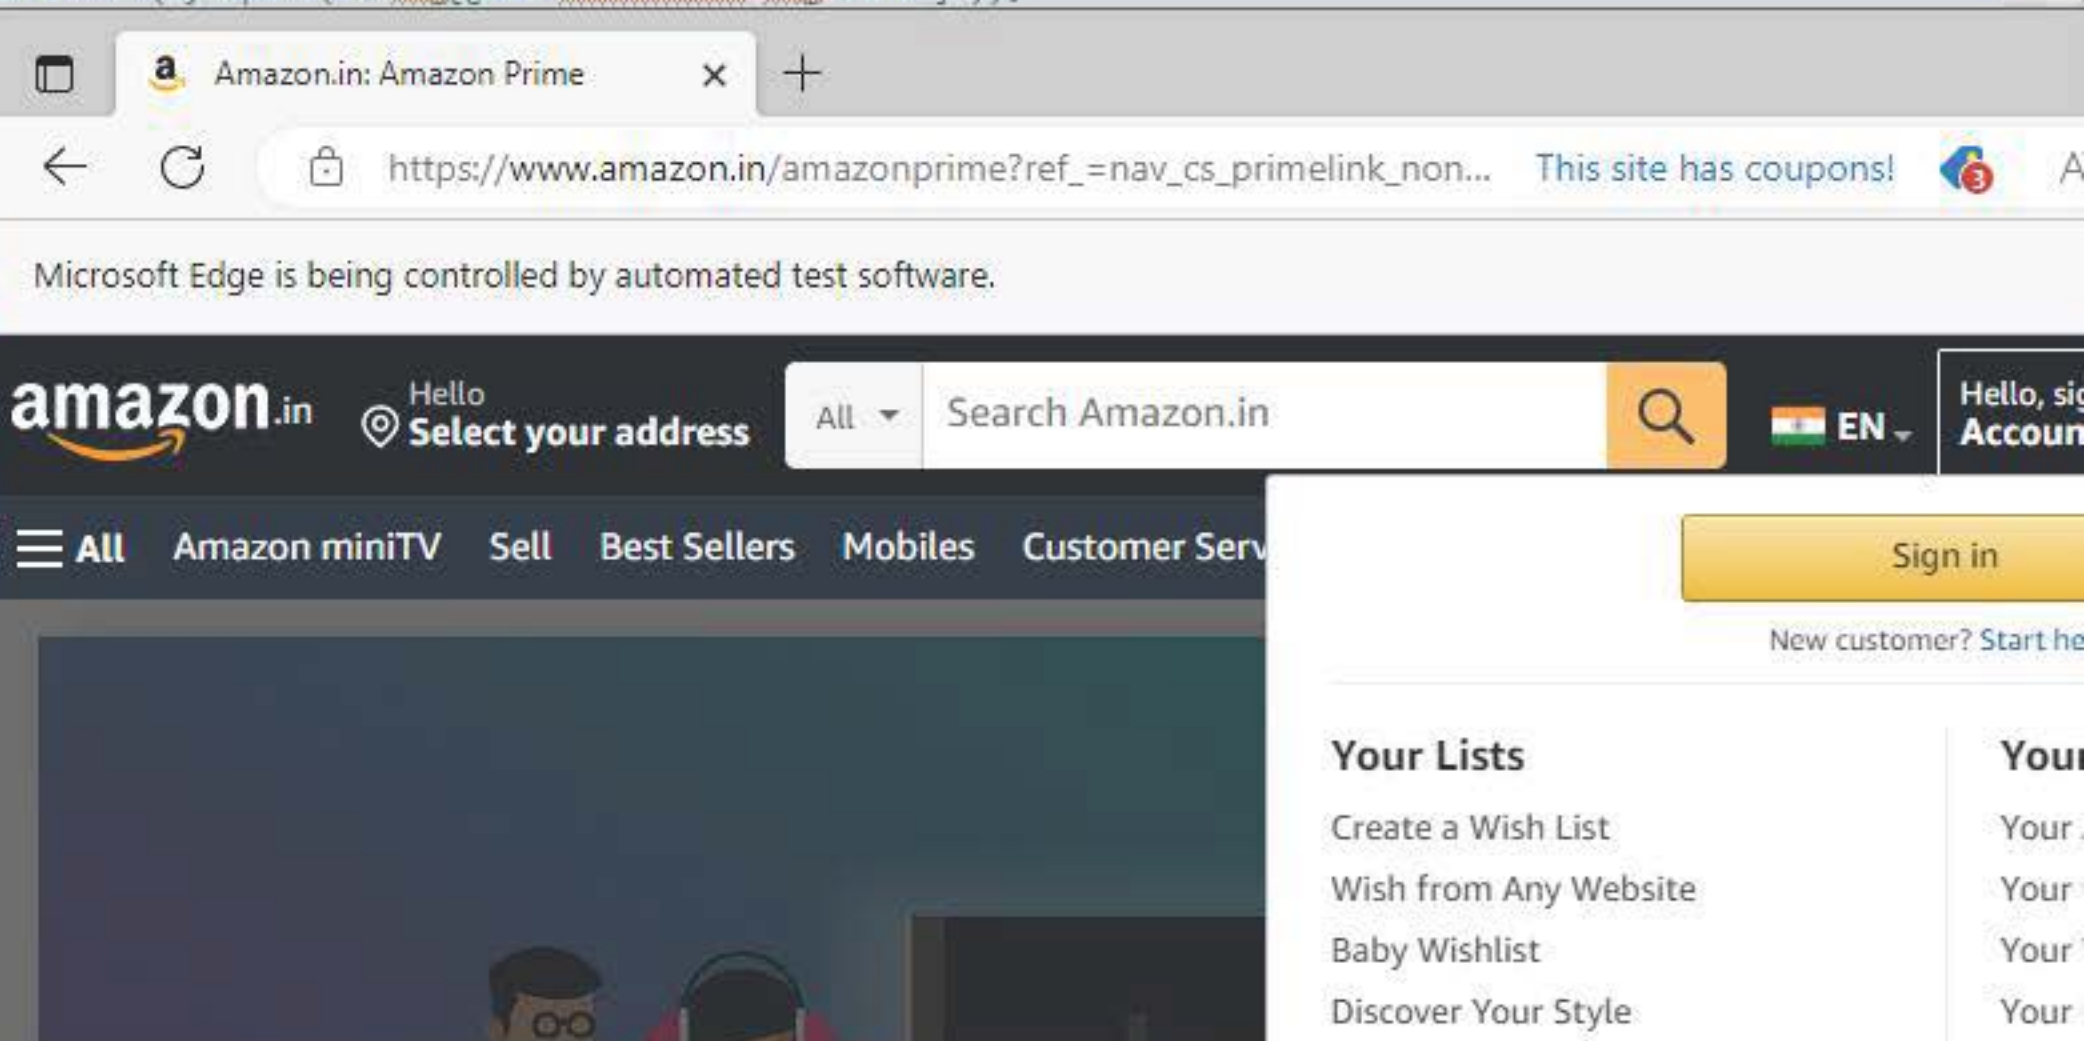 Amazon.in: Amazon Prime
https://www.amazon.in/amazonprime?ref_=nav_cs_primelink_non... This site has coupons! 3 A
Microsoft Edge is being controlled by automated test software.
amazon.in
Hello
Select your address
All
Search Amazon.in
EN
Hello, sig
Accoun
All Amazon miniTV Sell Best Sellers Mobiles Customer Serv
Sign in
New customer? Start he
Your Lists
Create a Wish List
Wish from Any Website
Baby Wishlist
Discover Your Style
Your
Your
Your
Your
Your